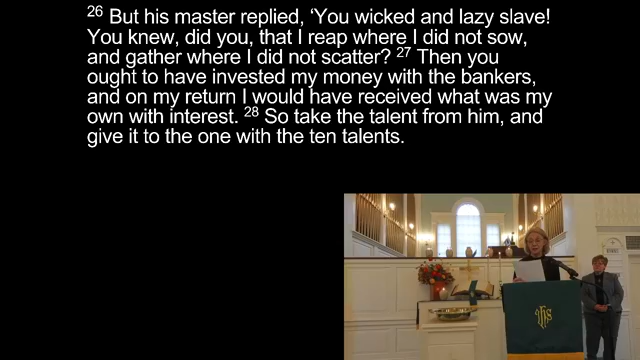 26 But his master replied, ‘You wicked and lazy slave!
You knew, did you, that I reap where I did not sow,
and gather where I did not scatter? 27 Then you
ought to have invested my money with the bankers,
and on my return I would have received what was my
own with interest. 28 So take the talent from him, and
give it to the one with the ten talents.
IHS